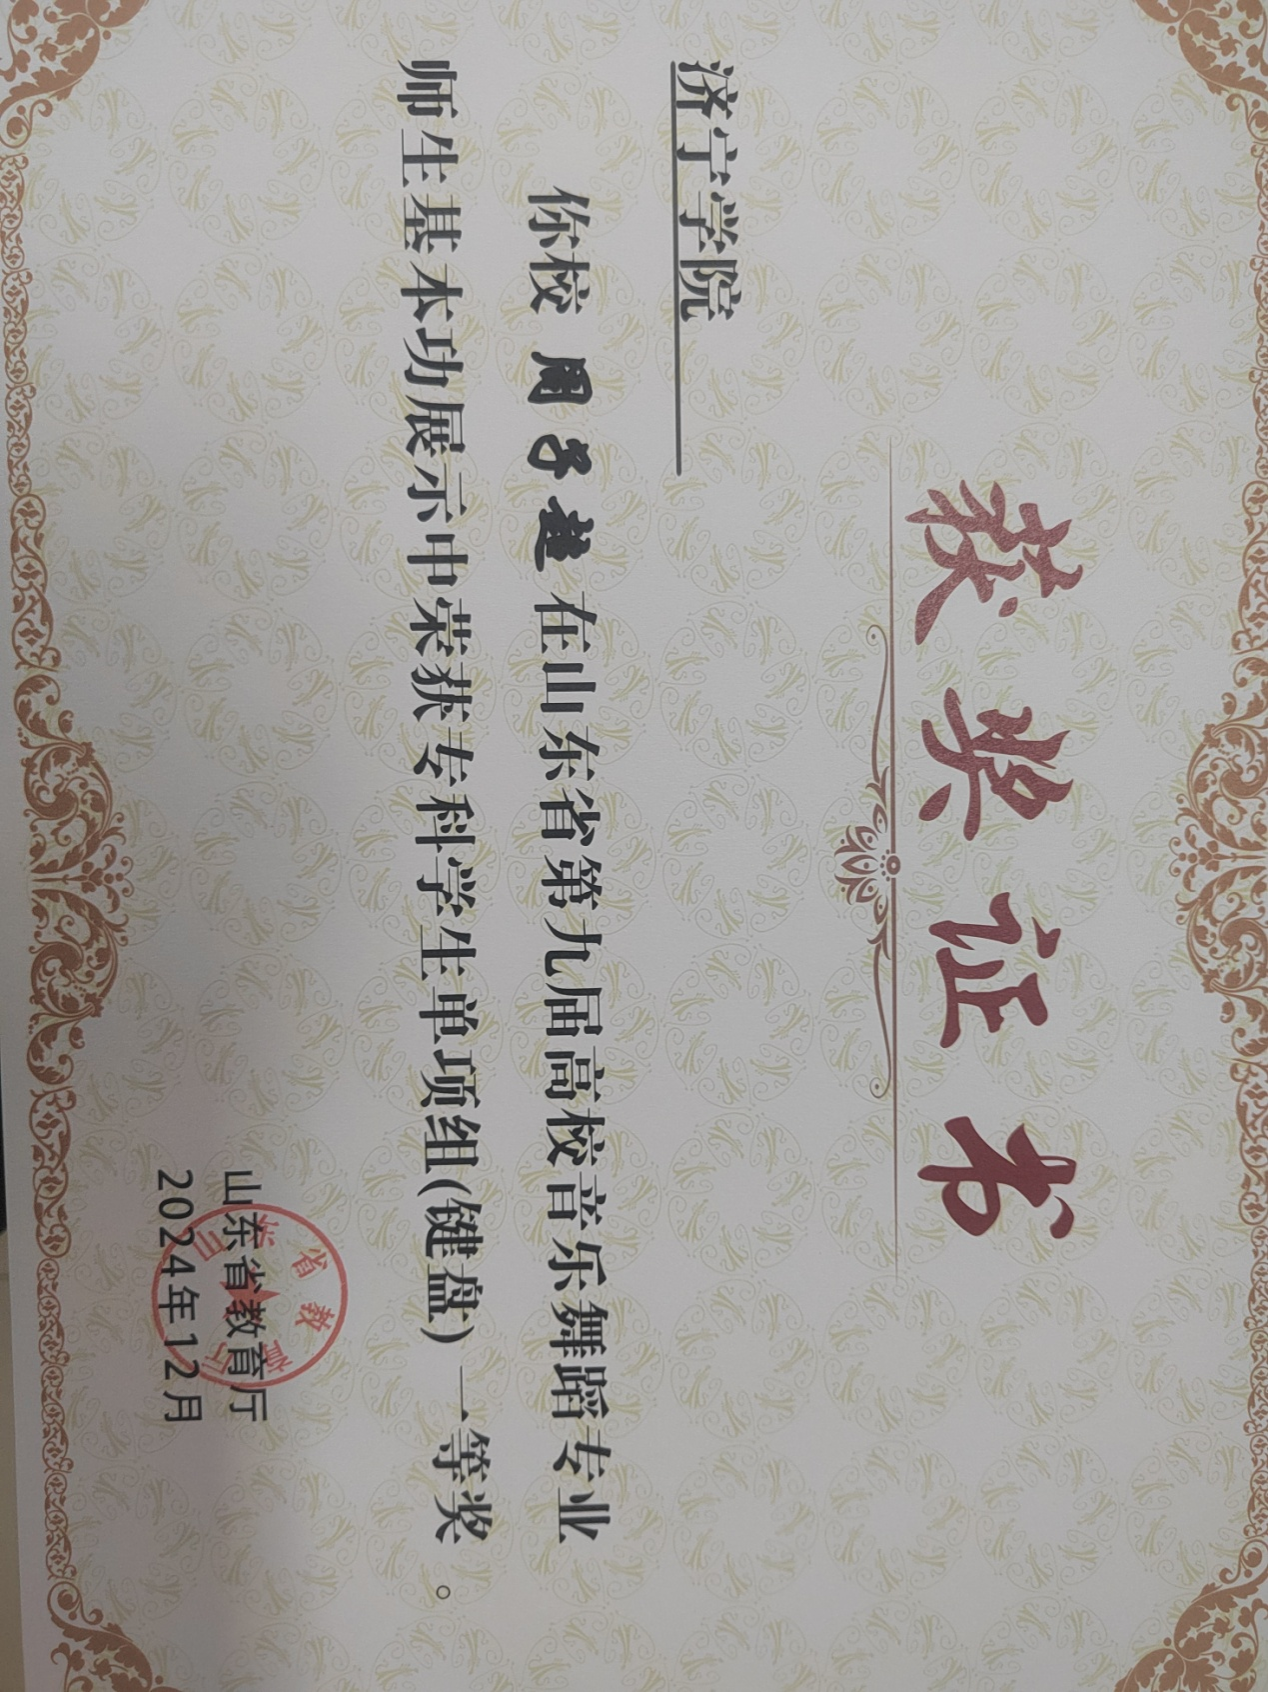 获奖证书
济宁学院
你校 周子楚 在山东省第九届高校音乐舞蹈专业
师生基本功展示中荣获专科学生单项组(键盘) 一等奖 。
山东省教育厅
2024年12月